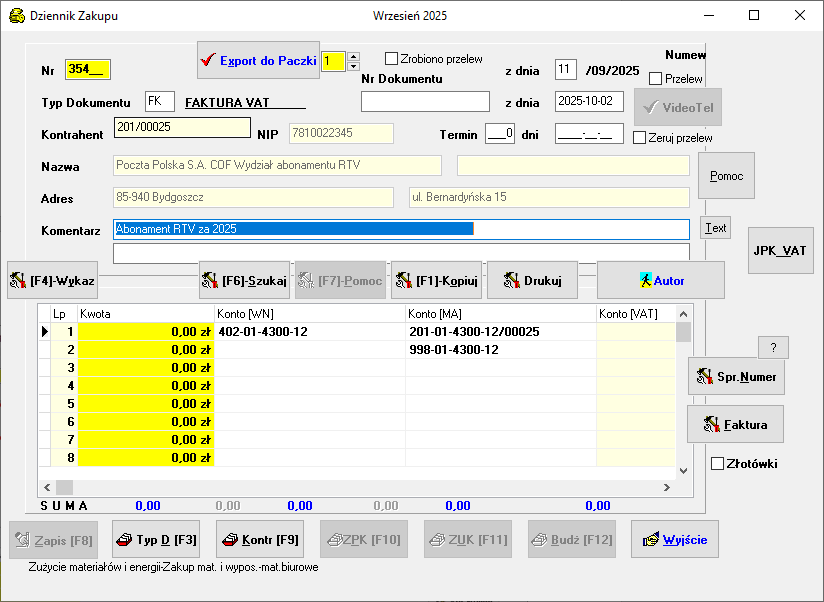 Dziennik Zakupu Wrzesień 2025
Nr 354__ Export do Paczki 1 Zrobiono przelew z dnia 11 /09/2025 Numew
Nr Dokumentu Przelew
Typ Dokumentu FK FAKTURA VAT z dnia 2025-10-02 VideoTel
Kontrahent 201/00025 NIP 7810022345 Termin ___0 dni ____-__-__ Zeruj przelew
Nazwa Poczta Polska S.A. COF Wydział abonamentu RTV Pomoc
Adres 85-940 Bydgoszcz ul. Bernardyńska 15
Komentarz Abonament RTV za 2025 Text
JPK_VAT
[F4]-Wykaz [F6]-Szukaj [F7]-Pomoc [F1]-Kopiuj Drukuj Autor
Lp Kwota Konto [WN] Konto [MA] Konto [VAT]
1 0,00 zł 402-01-4300-12 201-01-4300-12/00025
2 0,00 zł 998-01-4300-12 ?
3 0,00 zł
4 0,00 zł Spr.Numer
5 0,00 zł
6 0,00 zł Faktura
7 0,00 zł
8 0,00 zł Złotówki
S U M A 0,00 0,00 0,00 0,00 0,00 0,00
Zapis [F8] Typ D [F3] Kontr [F9] ZPK [F10] ZUK [F11] Budż [F12] Wyjście
Zużycie materiałów i energii-Zakup mat. i wypos.-mat.biurowe